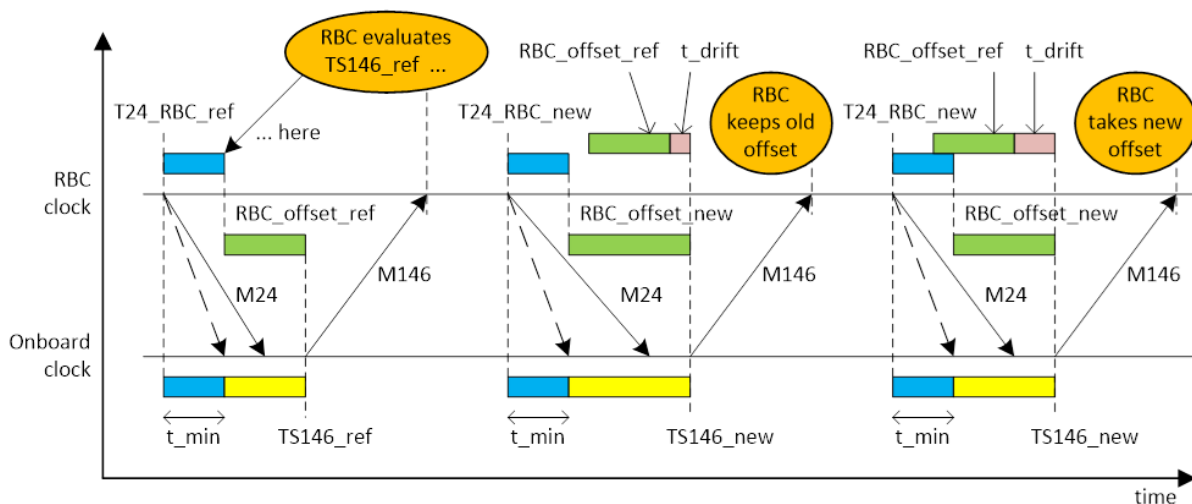 RBC evaluates
TS146_ref ...
RBC_offset_ref
t_drift
RBC_offset_ref
t_drift
T24_RBC_ref
... here
T24_RBC_new
RBC
keeps old
offset
T24_RBC_new
RBC
takes new
offset
RBC
clock
RBC_offset_ref
RBC_offset_new
RBC_offset_new
M24
M146
M24
M146
M24
M146
Onboard
clock
t_min
TS146_ref
t_min
TS146_new
t_min
TS146_new
time